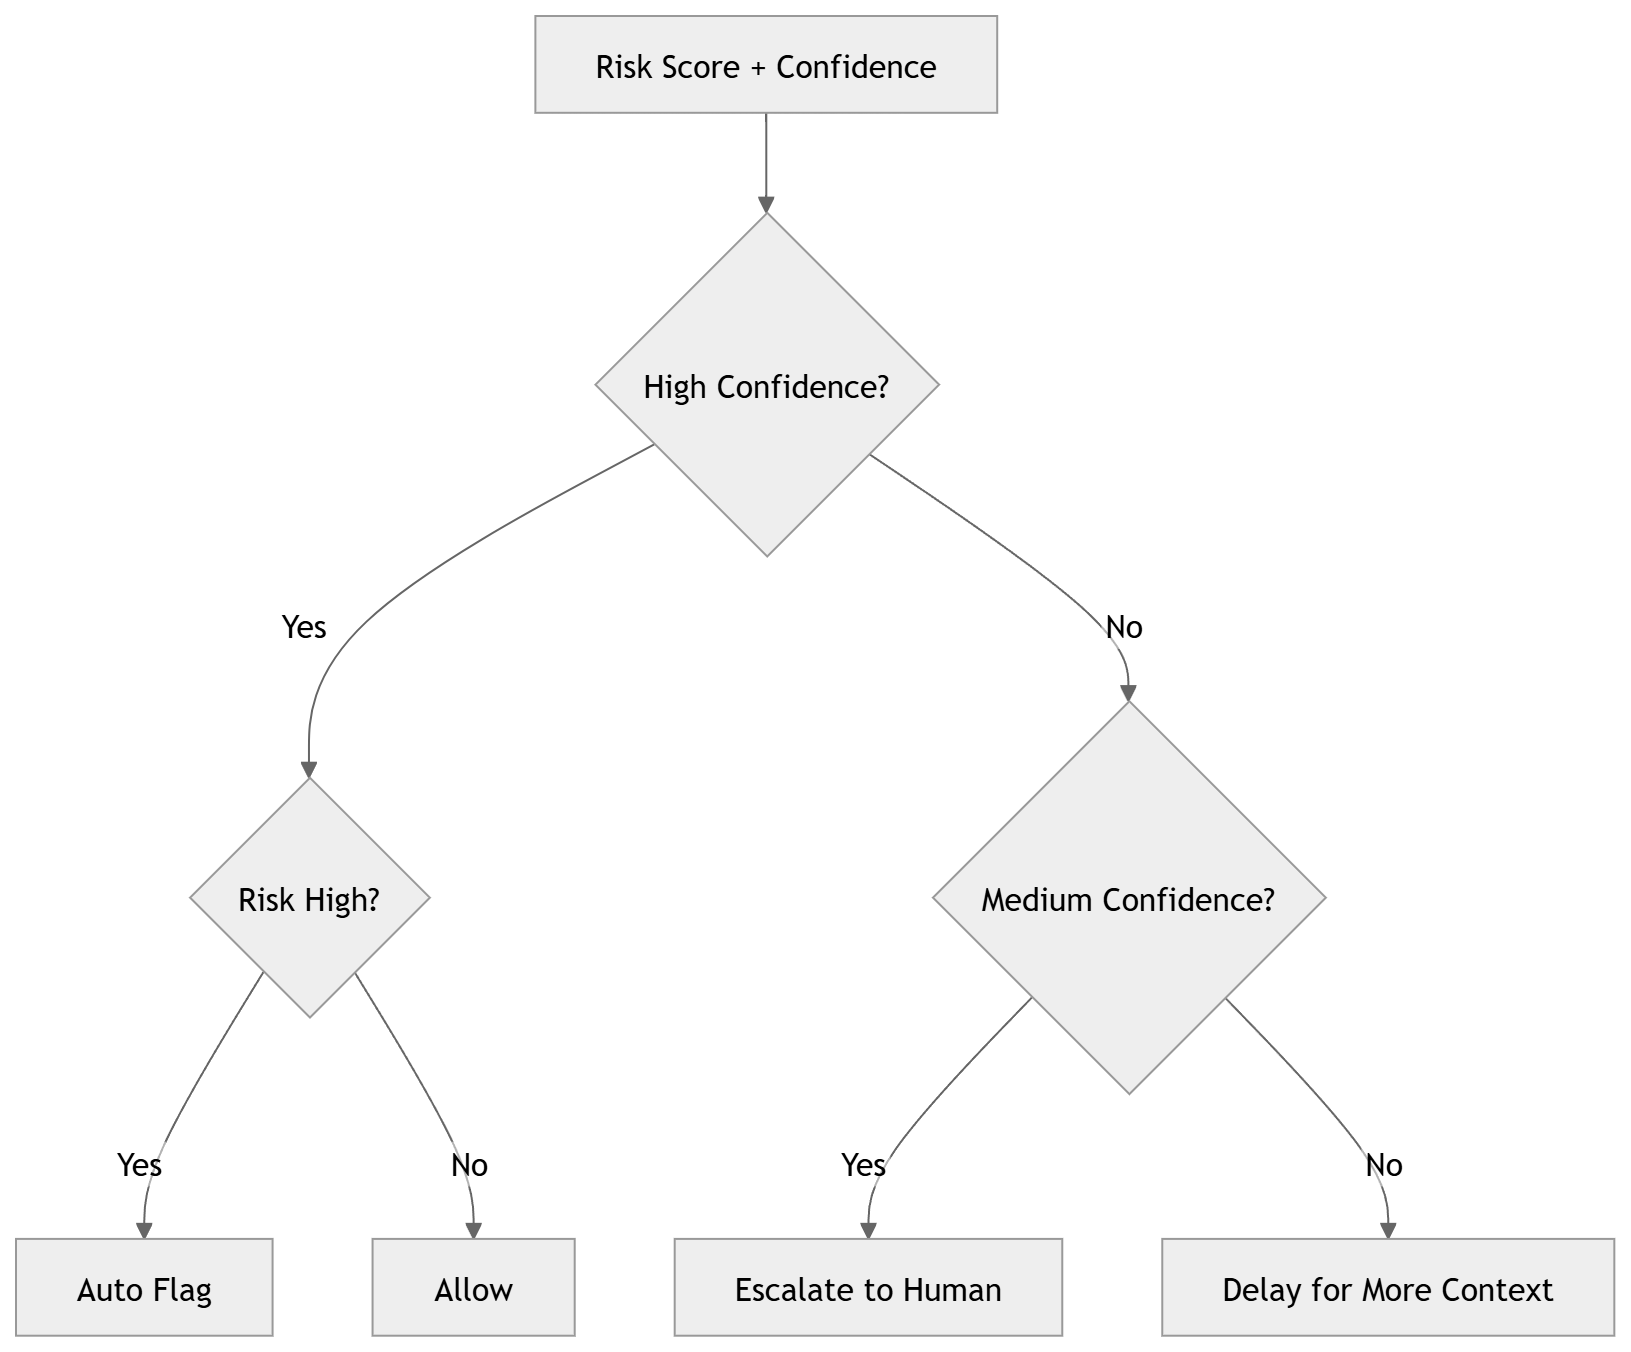 Risk Score + Confidence
High Confidence?
Yes
No
Risk High?
Medium Confidence?
Yes
No
Yes
No
Auto Flag
Allow
Escalate to Human
Delay for More Context